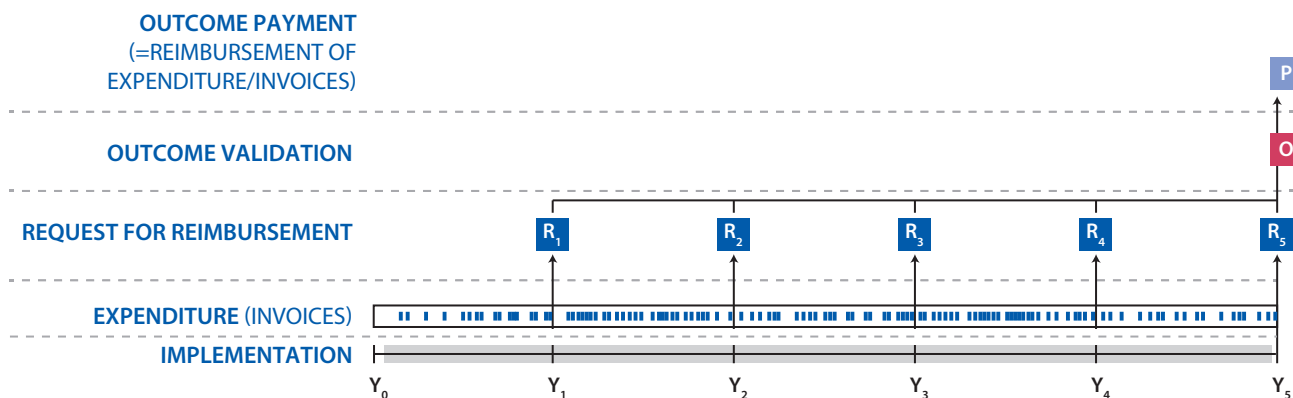 OUTCOME PAYMENT
(=REIMBURSEMENT OF
EXPENDITURE/INVOICES)
P
OUTCOME VALIDATION
O
REQUEST FOR REIMBURSEMENT
R₁ R₂ R₃ R₄ R₅
EXPENDITURE (INVOICES)
IMPLEMENTATION
Y₀ Y₁ Y₂ Y₃ Y₄ Y₅